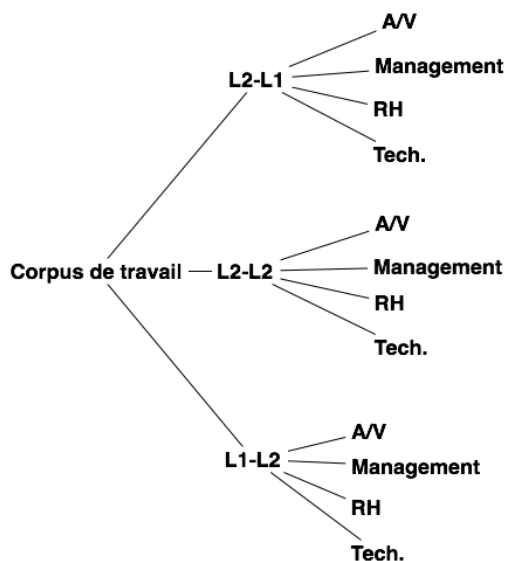 A/V
Management
L2-L1
RH
Tech.
A/V
Management
Corpus de travail
L2-L2
RH
Tech.
A/V
Management
L1-L2
RH
Tech.